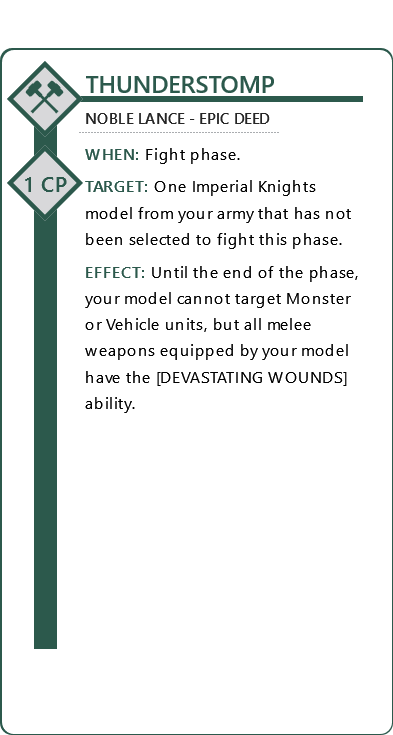 THUNDERSTOMP
NOBLE LANCE - EPIC DEED
WHEN: Fight phase.
1 CP
TARGET: One Imperial Knights
model from your army that has not
been selected to fight this phase.
EFFECT: Until the end of the phase,
your model cannot target Monster
or Vehicle units, but all melee
weapons equipped by your model
have the [DEVASTATING WOUNDS]
ability.